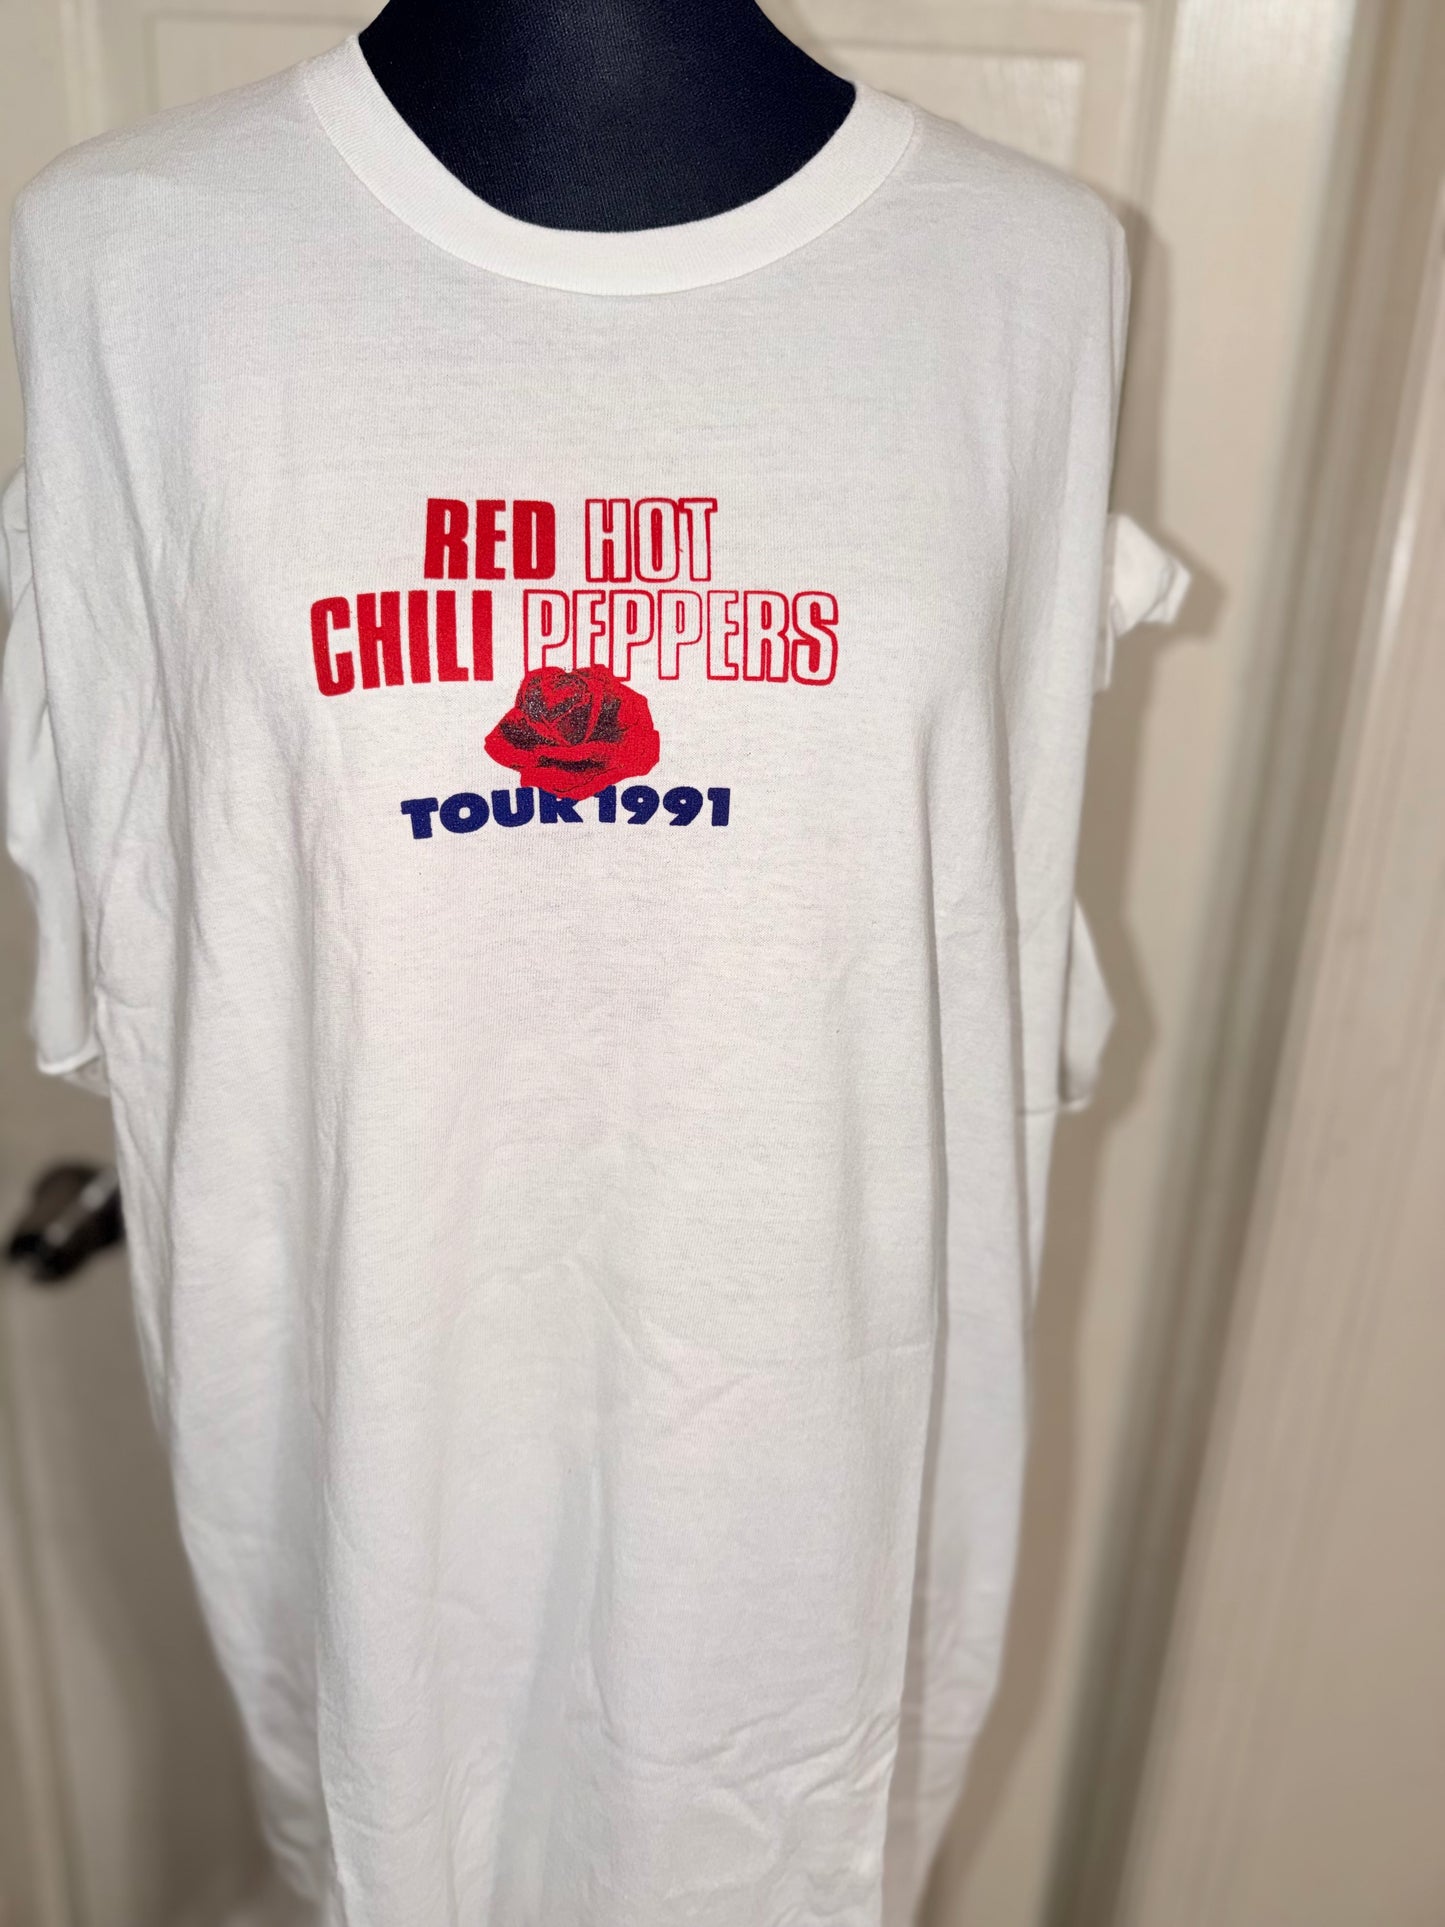 RED HOT
CHILI PEPPERS
TOUR 1991